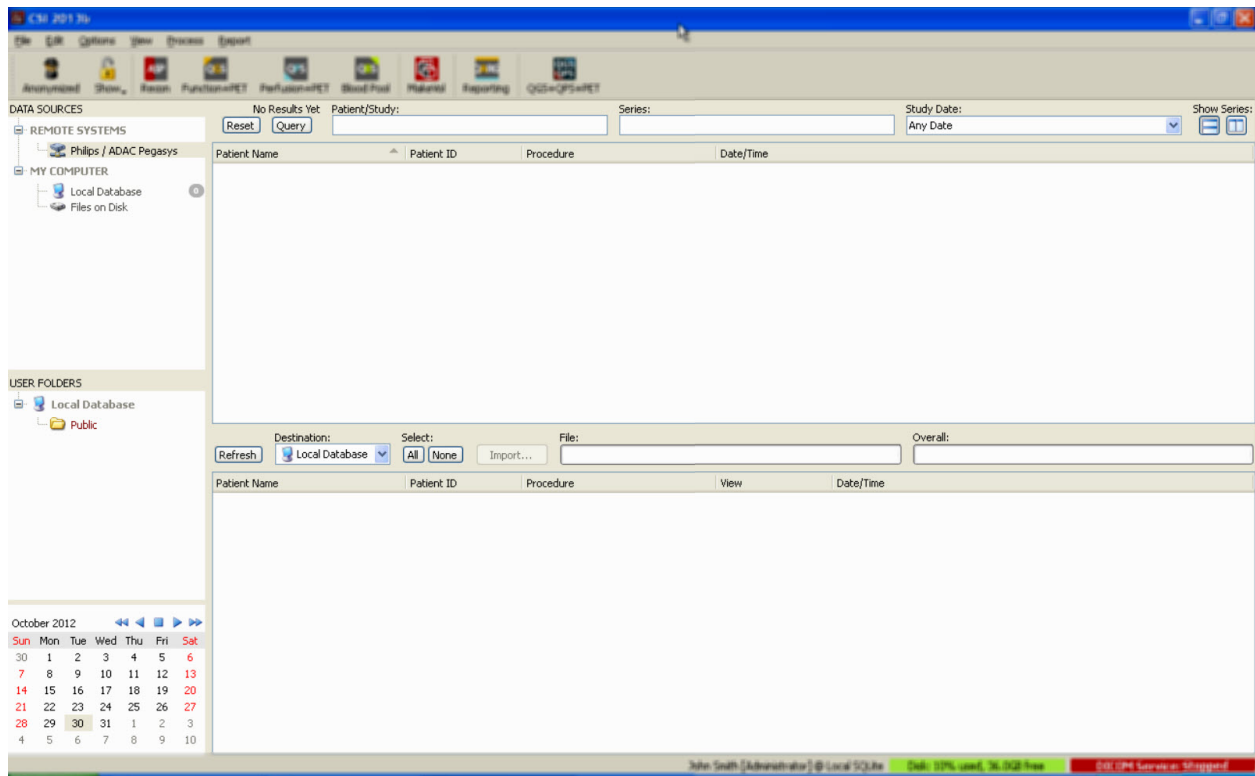 CSI 2013b
File Edit Options View Process Export
Anonymized Show... Recon Function+PET Perfusion+PET Blood Pool Reporting QGS+QPS+PET
DATA SOURCES
REMOTE SYSTEMS
Philips / ADAC Pegasys
MY COMPUTER
Local Database 0
Files on Disk
No Results Yet Patient/Study: Series: Study Date: Show Series:
Reset Query Any Date
Patient Name Patient ID Procedure Date/Time
USER FOLDERS
Local Database
Public
Destination: Select: File: Overall:
Refresh Local Database All None Import...
Patient Name Patient ID Procedure View Date/Time
October 2012
Sun Mon Tue Wed Thu Fri Sat
30 1 2 3 4 5 6
7 8 9 10 11 12 13
14 15 16 17 18 19 20
21 22 23 24 25 26 27
28 29 30 31 1 2 3
4 5 6 7 8 9 10
John Smith [Administrator] @ Local SQLite Disk: 10% used, 36.0GB free DICOM Service: Stopped